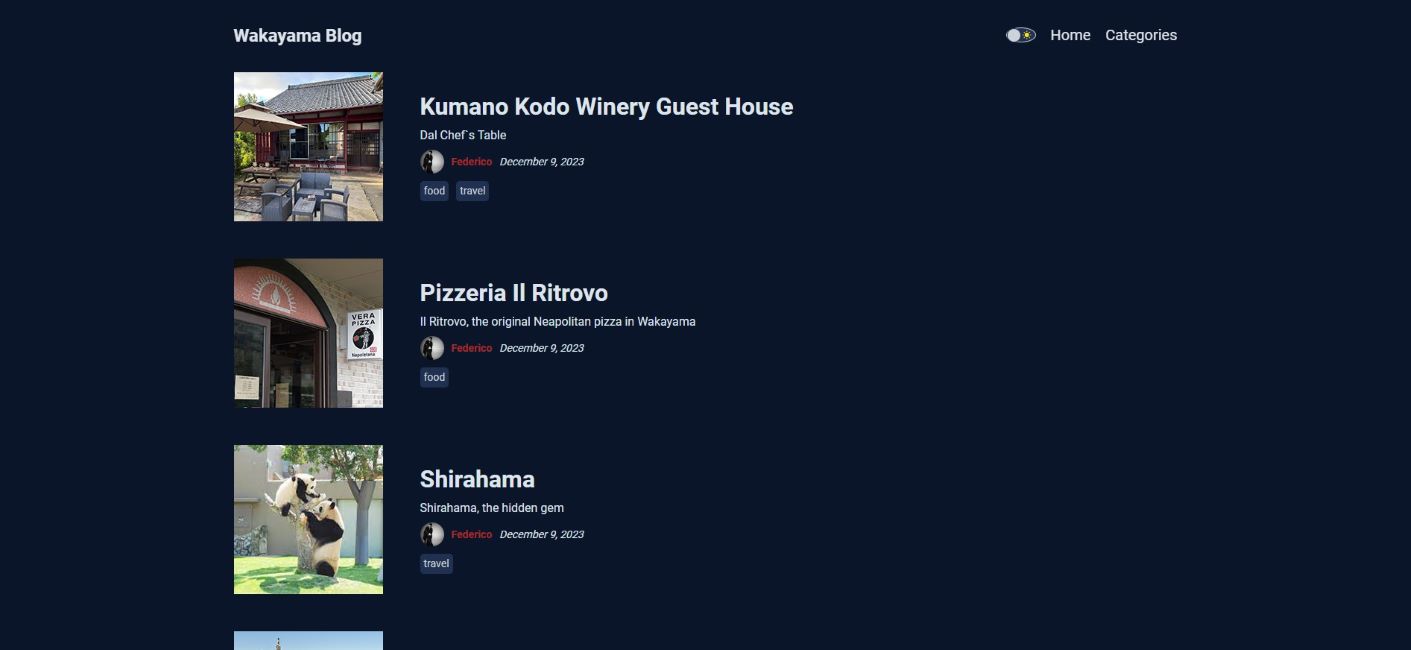 Wakayama Blog
Home
Categories
Kumano Kodo Winery Guest House
Dal Chef`s Table
Federico December 9, 2023
food travel
Pizzeria Il Ritrovo
VERA
PIZZA
Napoletana
Il Ritrovo, the original Neapolitan pizza in Wakayama
Federico December 9, 2023
food
Shirahama
Shirahama, the hidden gem
Federico December 9, 2023
travel